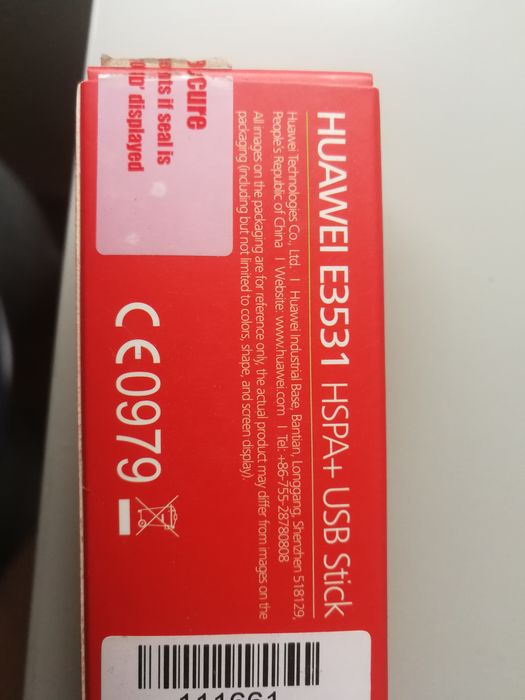 HUAWEI E3531 HSPA+ USB Stick
Huawei Technologies Co., Ltd. | Huawei Industrial Base, Bantian, Longgang, Shenzhen 518129,
People's Republic of China | Website: www.huawei.com | Tel: +86-755-28780808
All images on the packaging are for reference only, the actual product may differ from images on the
packaging (including but not limited to colors, shape, and screen display).
cure
if seal is
displayed
CE0979